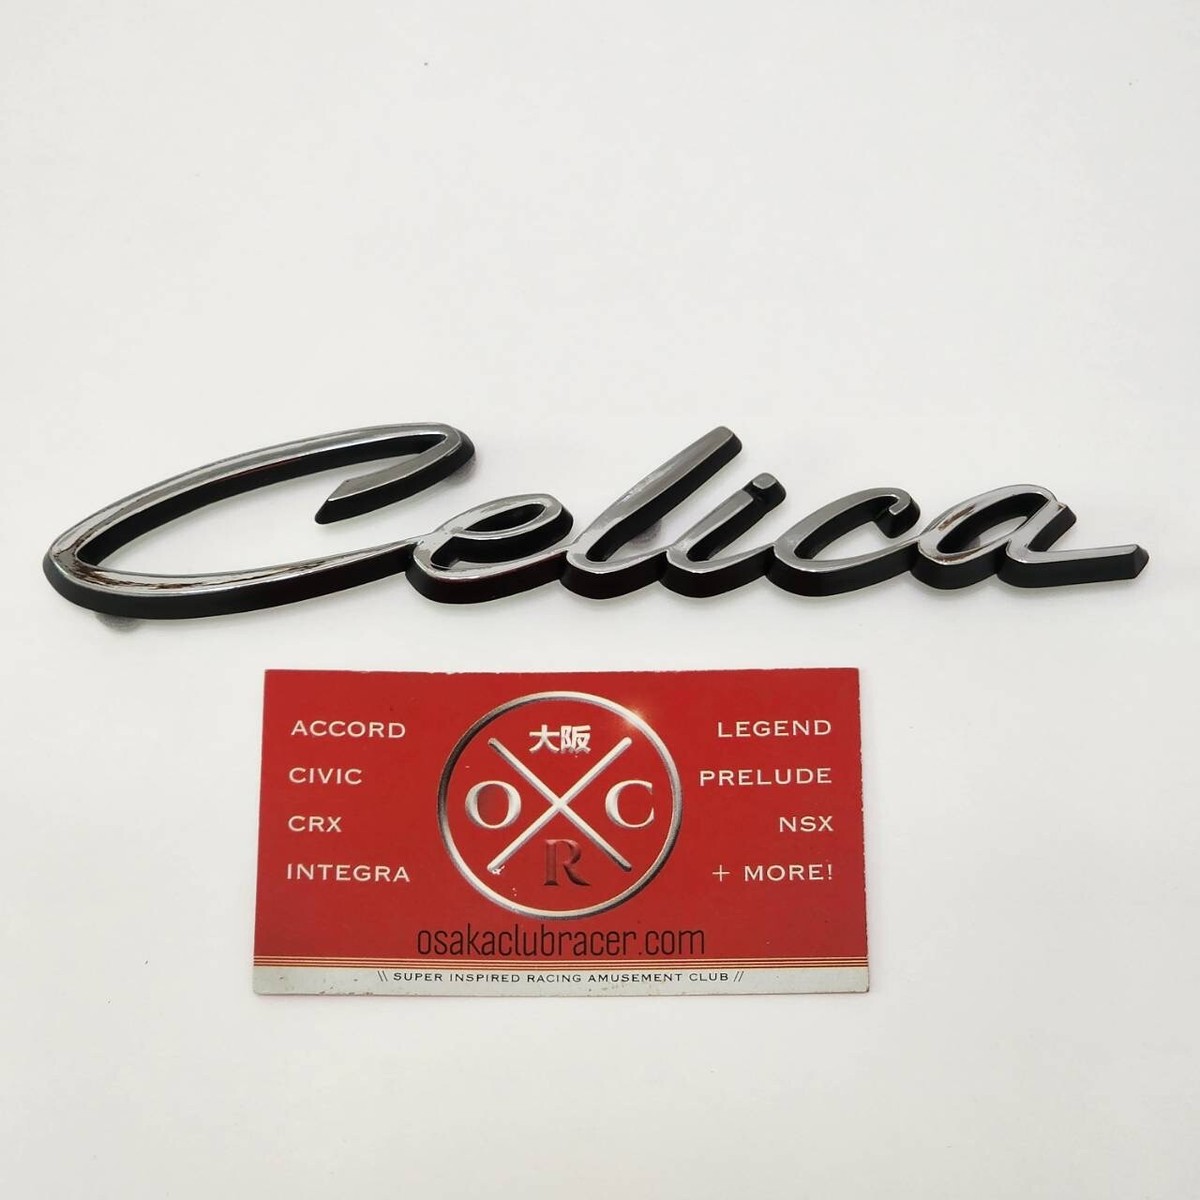 Celica
ACCORD
CIVIC
CRX
INTEGRA
大阪
O C
R
LEGEND
PRELUDE
NSX
+ MORE!
osakaclubracer.com
\\ SUPER INSPIRED RACING AMUSEMENT CLUB //